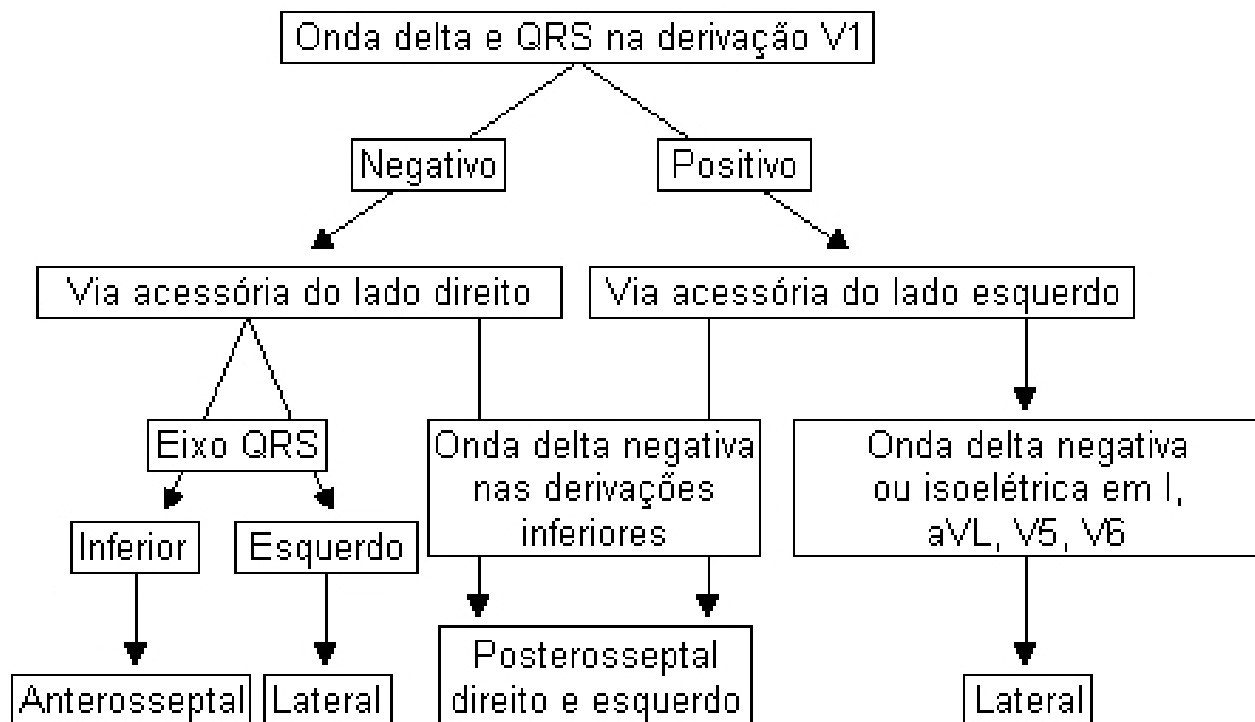 Onda delta e QRS na derivação V1
Negativo
Positivo
Via acessória do lado direito
Via acessória do lado esquerdo
Eixo QRS
Onda delta negativa
nas derivações
inferiores
Onda delta negativa
ou isoelétrica em I,
aVL, V5, V6
Inferior
Esquerdo
Anterosseptal
Lateral
Posterosseptal
direito e esquerdo
Lateral